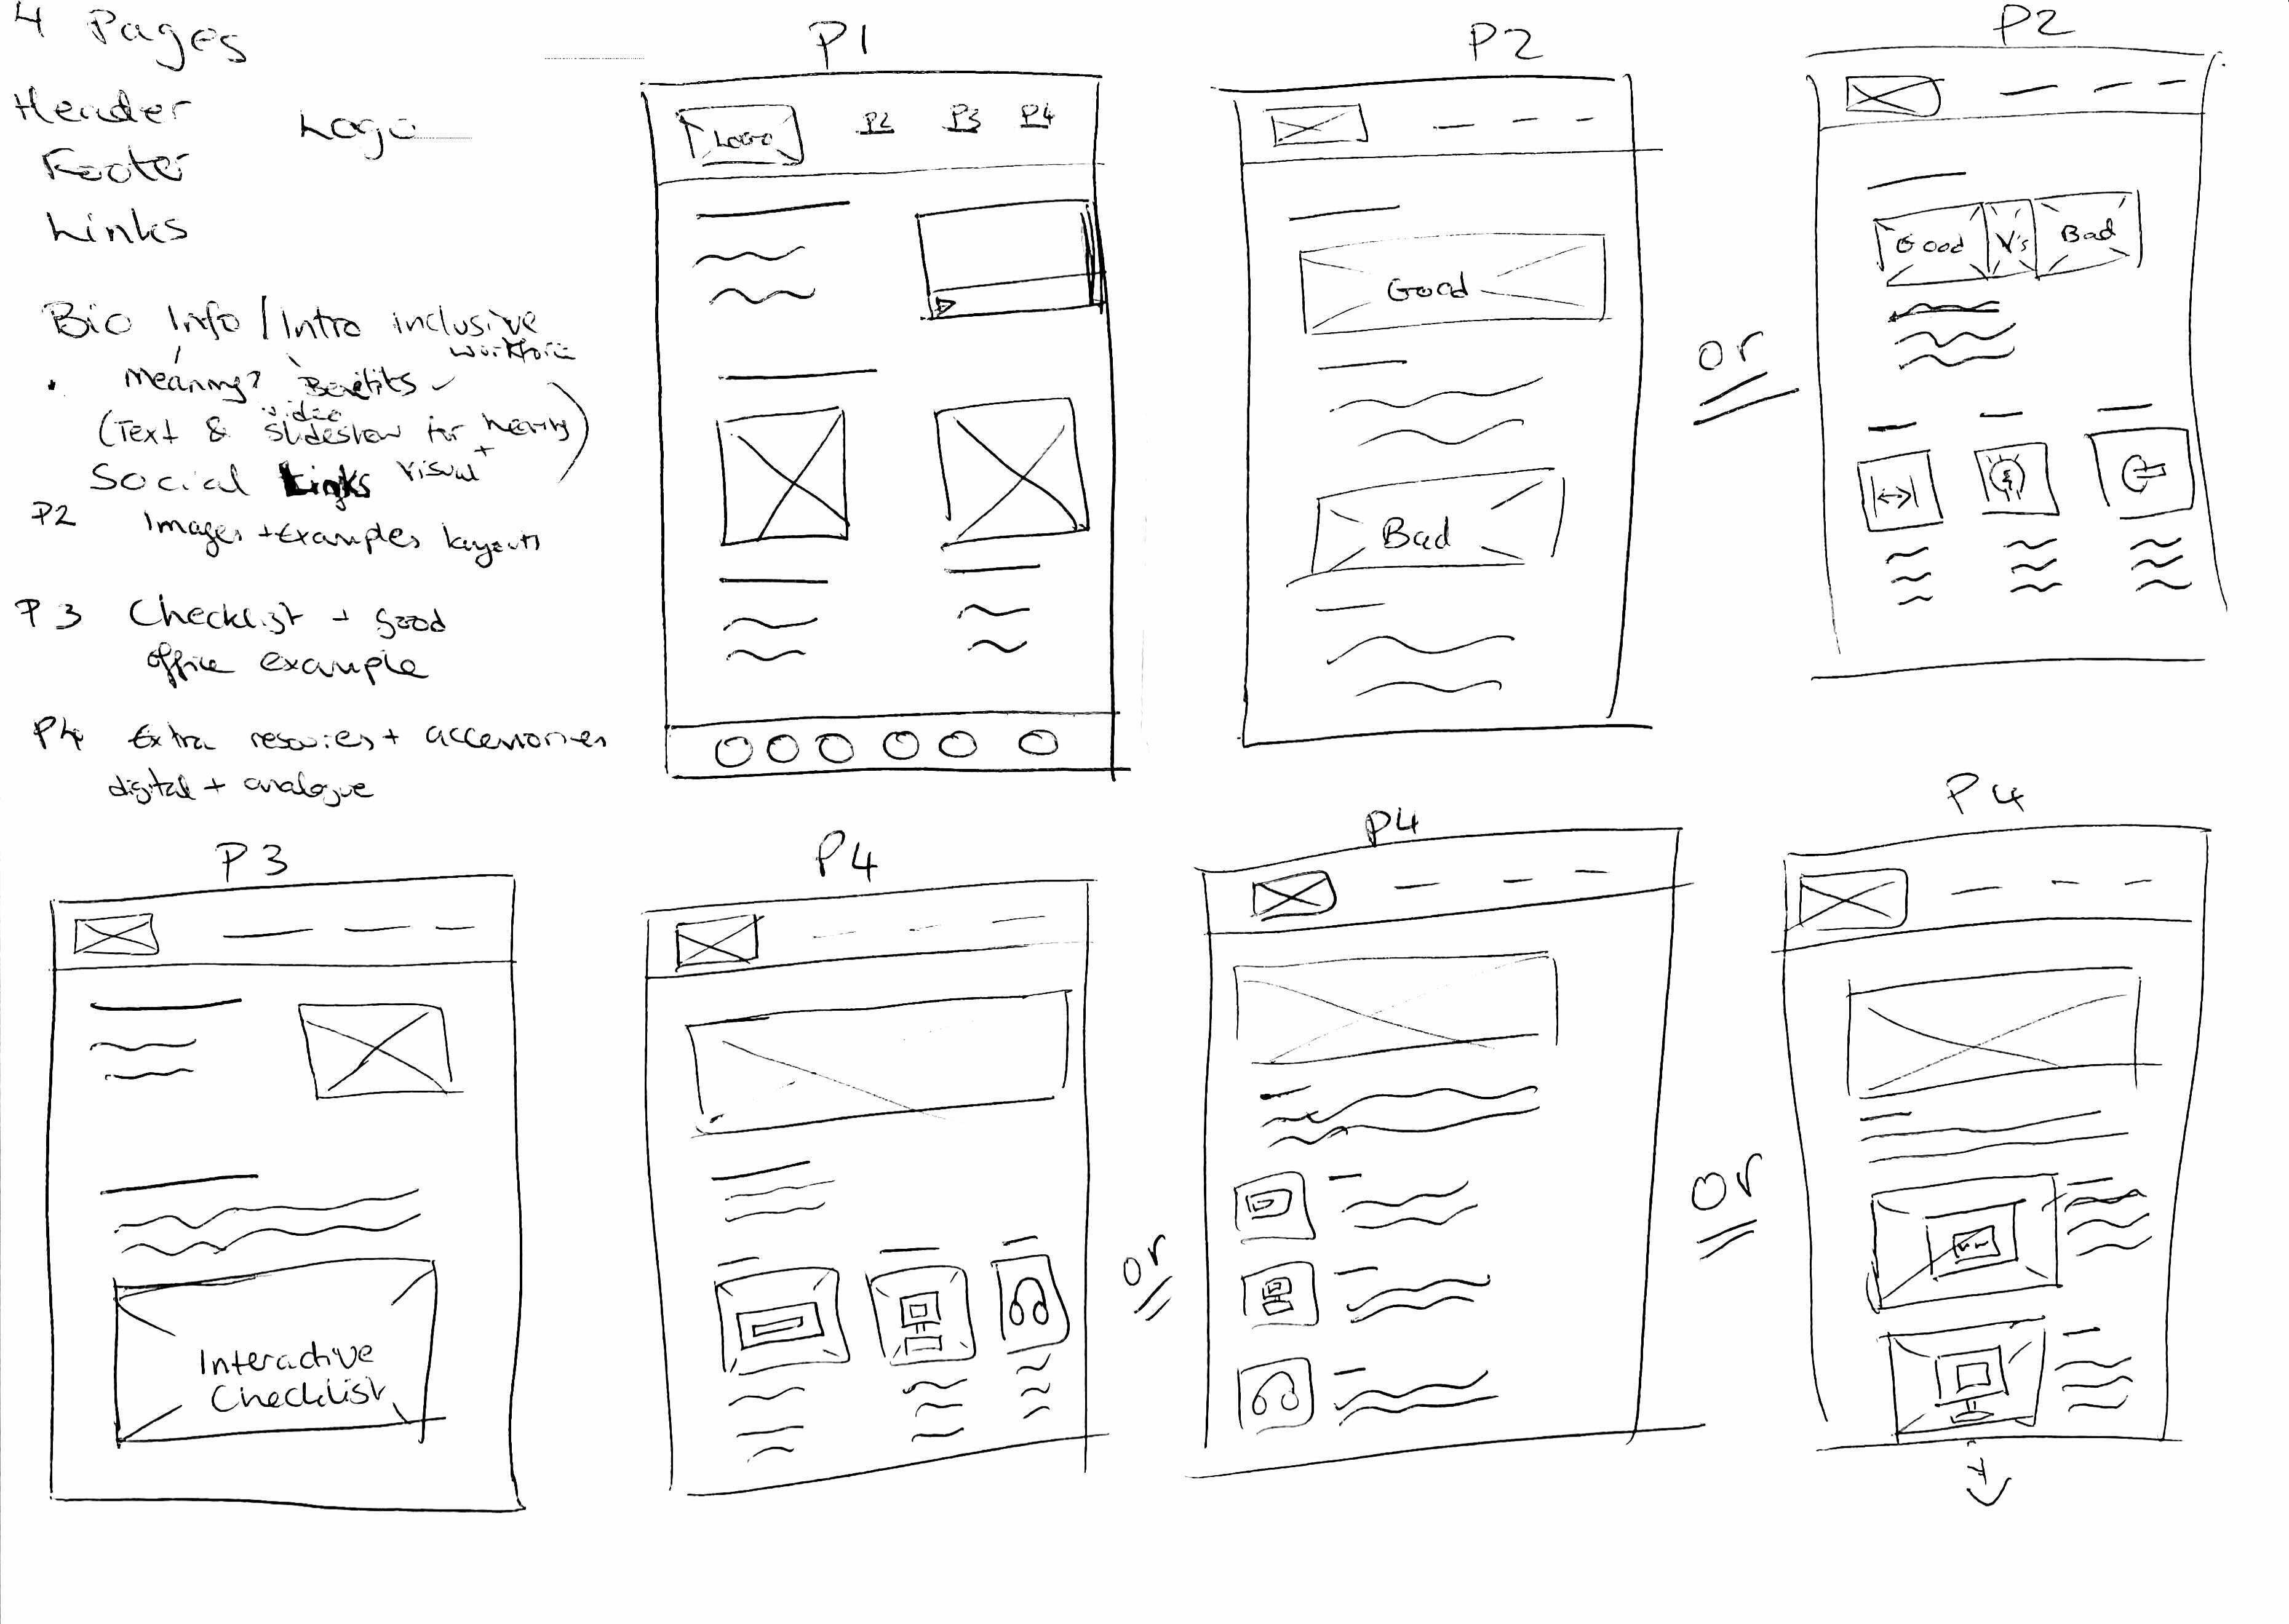 4 Pages
Header
Logo
Footer
Links
Bio Info / Intro inclusive
workforce
• Meaning? Benefits
video
(Text & slideshow for hearing)
+
Social Links visual
P2 Images + Examples layouts
P3 Checklist + good
office example
P4 Extra resources + accessories
digital + analogue
P1
Logo P2 P3 P4
P2
Good
Bad
or
P2
Good V's Bad
P3
Interactive
Checklist
P4
or
P4
or
P4